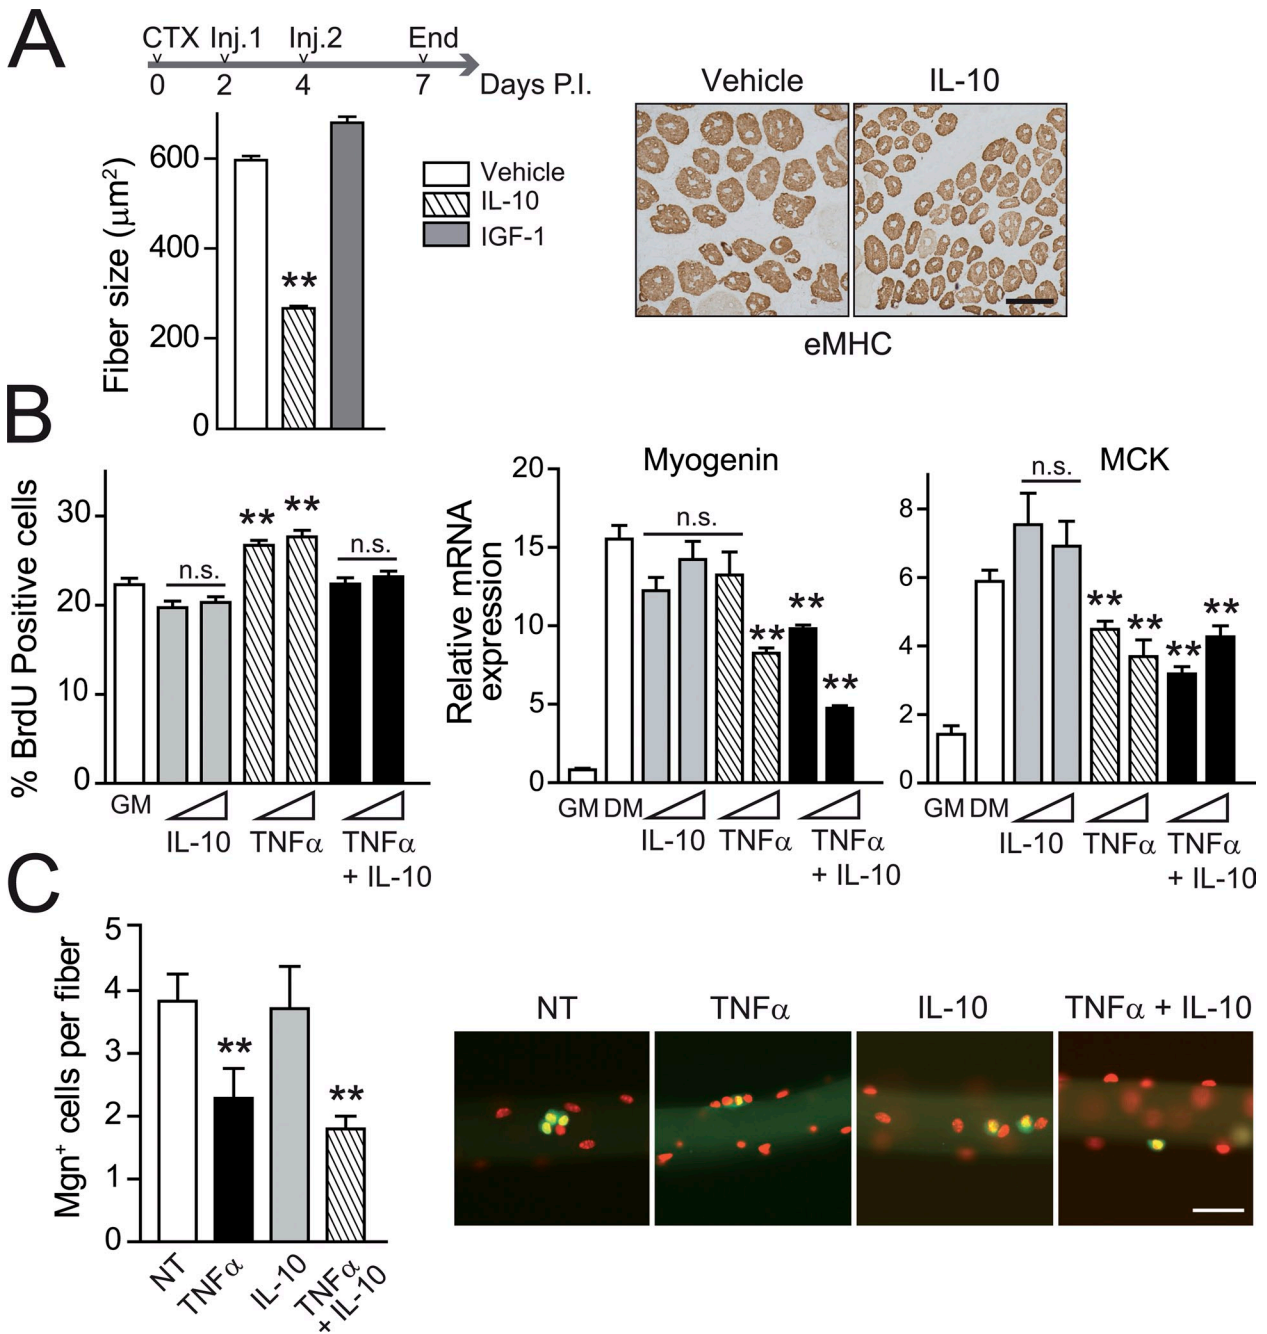 A
CTX Inj.1 Inj.2 End
0 2 4 7 Days P.I.
Fiber size (μm²)
600
400
200
0
**
Vehicle
IL-10
IGF-1
Vehicle IL-10
eMHC
B
% BrdU Positive cells
30
20
10
0
n.s.
** **
n.s.
GM
IL-10 TNFα TNFα
+ IL-10
Myogenin
Relative mRNA
expression
20
15
10
5
0
n.s.
**
**
**
GM DM
IL-10 TNFα TNFα
+ IL-10
MCK
8
6
4
2
0
n.s.
**
**
**
**
GM DM
IL-10 TNFα TNFα
+ IL-10
C
Mgn⁺ cells per fiber
5
4
3
2
1
0
**
**
NT
TNFα
IL-10
TNFα
+ IL-10
NT TNFα IL-10 TNFα + IL-10